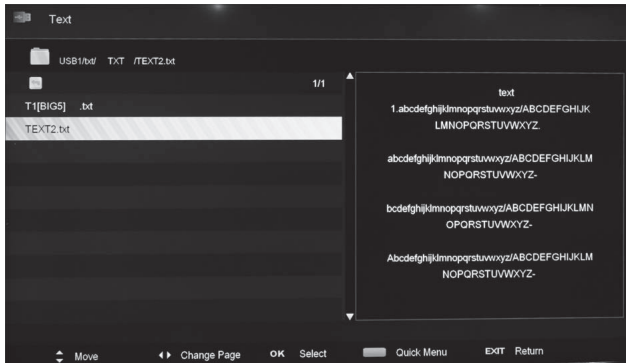 Text
USB1/txt/ TXT /TEXT2.txt
1/1
T1[BIG5] .txt
TEXT2.txt
text
1.abcdefghijklmnopqrstuvwxyz/ABCDEFGHIJK
LMNOPQRSTUVWXYZ.
abcdefghijklmnopqrstuvwxyz/ABCDEFGHIJKLM
NOPQRSTUVWXYZ-
bcdefghijklmnopqrstuvwxyz/ABCDEFGHIJKLMN
OPQRSTUVWXYZ-
Abcdefghijklmnopqrstuvwxyz/ABCDEFGHIJKLM
NOPQRSTUVWXYZ-
Move Change Page OK Select Quick Menu EXIT Return